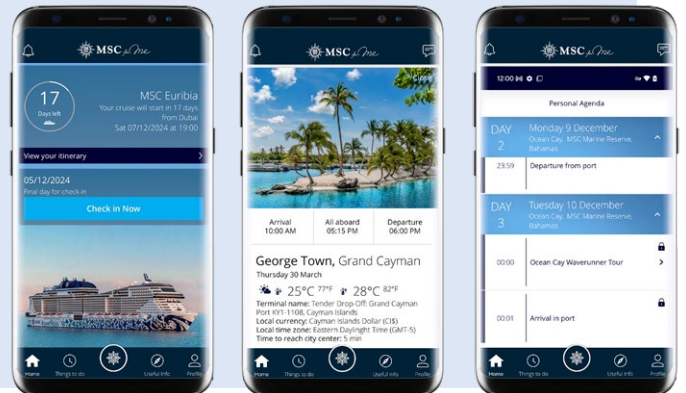 MSC & Me
17
Days left
MSC Euribia
Your cruise will start in 17 days
from Dubai
Sat 07/12/2024 at 19:00
View your itinerary
05/12/2024
Final day for check-in
Check in Now
Home
Things to do
Useful info
Profile
MSC & Me
Close
Arrival
10:00 AM
All aboard
05:15 PM
Departure
06:00 PM
George Town, Grand Cayman
Thursday 30 March
25°C 77°F 28°C 82°F
Terminal name: Tender Drop-Off: Grand Cayman
Port KY1-1108, Cayman Islands
Local currency: Cayman Islands Dollar (CI$)
Local time zone: Eastern Daylight Time (GMT-5)
Time to reach city center: 5 min
Home
Things to do
Useful info
Profile
MSC & Me
12:00
Personal Agenda
DAY
2
Monday 9 December
Ocean Cay, MSC Marine Reserve,
Bahamas
23:59 Departure from port
DAY
3
Tuesday 10 December
Ocean Cay, MSC Marine Reserve,
Bahamas
00:00 Ocean Cay Waverunner Tour
00:01 Arrival in port
Home
Things to do
Useful info
Profile